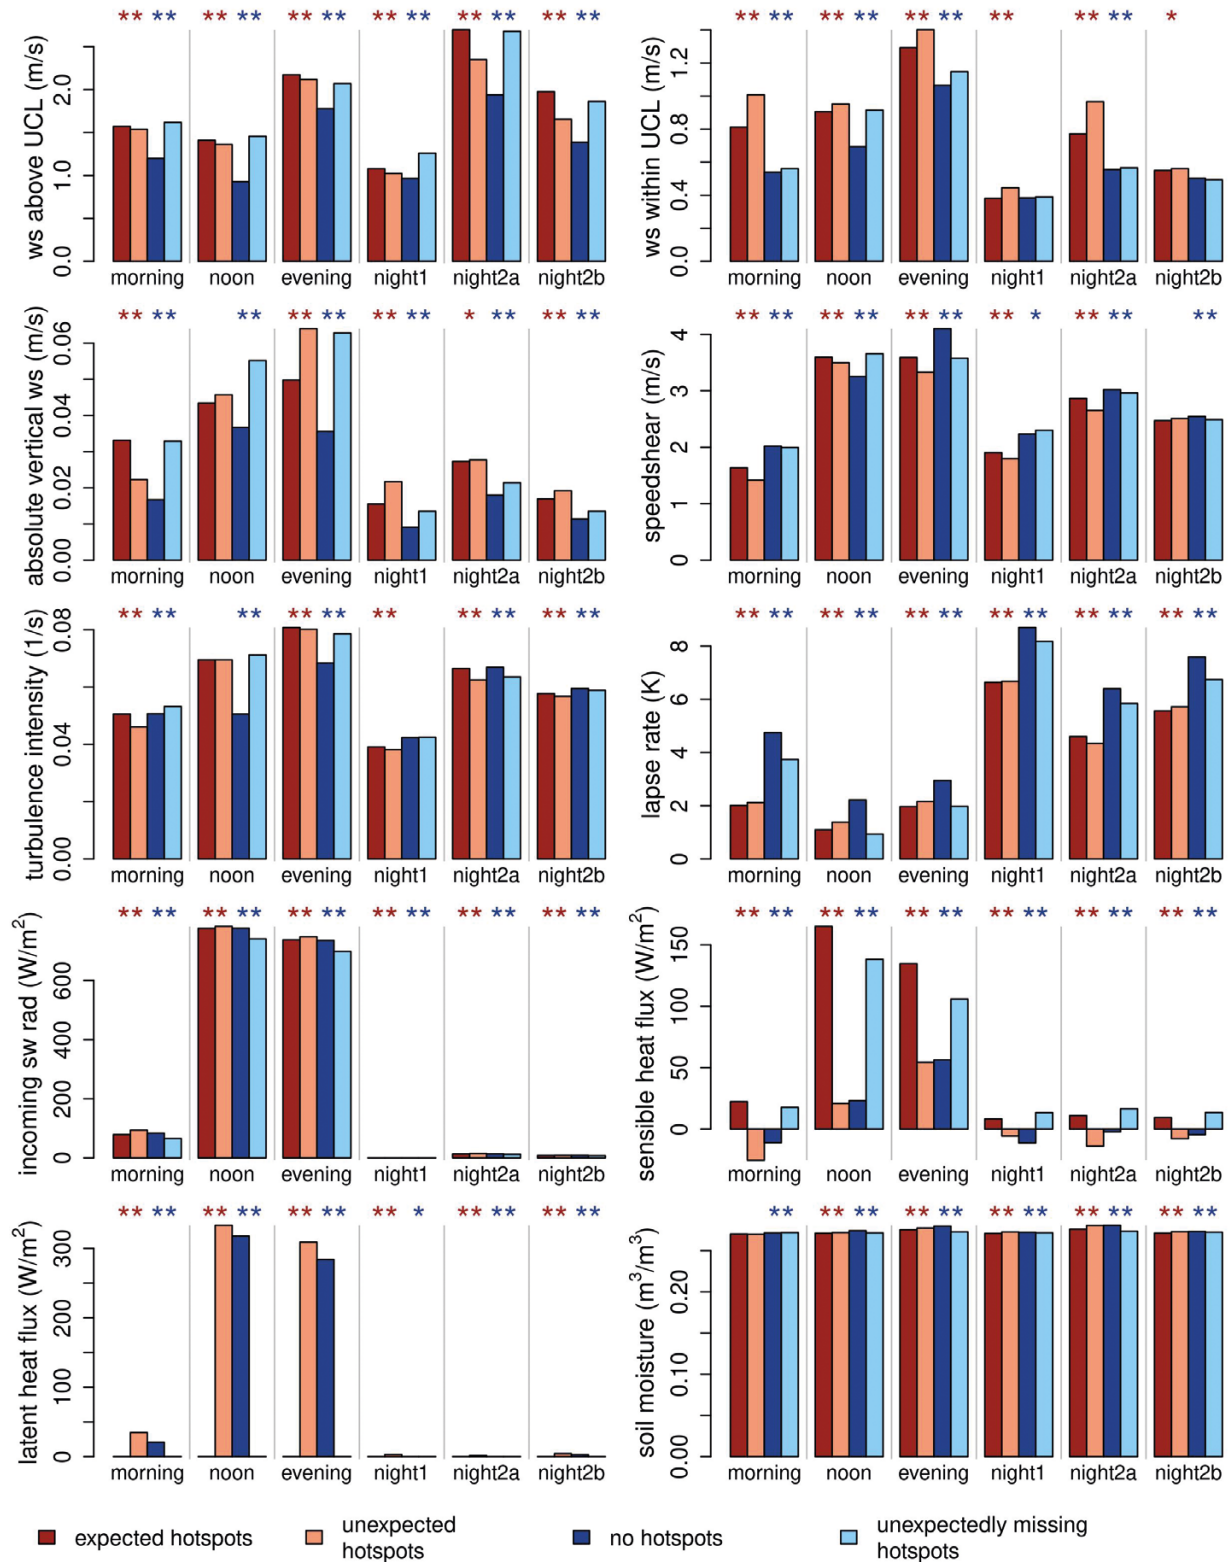 ** ** ** ** ** ** ** ** ** ** ** **
ws above UCL (m/s)
2.0
1.0
0.0
morning noon evening night1 night2a night2b
** ** ** ** ** ** ** ** ** *
ws within UCL (m/s)
1.2
0.8
0.4
0.0
morning noon evening night1 night2a night2b
** ** ** ** ** ** ** * ** ** **
absolute vertical ws (m/s)
0.06
0.04
0.02
0.00
morning noon evening night1 night2a night2b
** ** ** ** ** ** ** * ** ** **
speedshear (m/s)
4
3
2
1
0
morning noon evening night1 night2a night2b
** ** ** ** ** ** ** ** ** **
turbulence intensity (1/s)
0.08
0.04
0.00
morning noon evening night1 night2a night2b
** ** ** ** ** ** ** ** ** ** ** **
lapse rate (K)
8
6
4
2
0
morning noon evening night1 night2a night2b
** ** ** ** ** ** ** ** ** ** ** **
incoming sw rad (W/m²)
600
400
200
0
morning noon evening night1 night2a night2b
** ** ** ** ** ** ** ** ** ** ** **
sensible heat flux (W/m²)
150
100
50
0
morning noon evening night1 night2a night2b
** ** ** ** ** ** ** * ** ** ** **
latent heat flux (W/m²)
300
200
100
0
morning noon evening night1 night2a night2b
** ** ** ** ** ** ** ** ** ** **
soil moisture (m³/m³)
0.20
0.10
0.00
morning noon evening night1 night2a night2b
expected hotspots
unexpected
hotspots
no hotspots
unexpectedly missing
hotspots